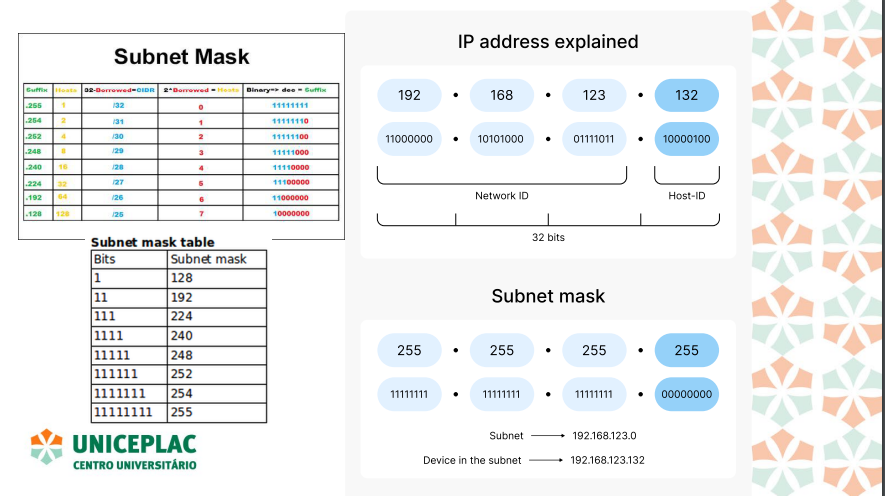 Subnet Mask
Suffix Hosts 32-Borrowed=CIBR 2^Borrowed = Hosts Binary=> dec = Suffix
.255 1 /32 0 11111111
.254 2 /31 1 11111110
.252 4 /30 2 11111100
.248 8 /29 3 11111000
.240 16 /28 4 11110000
.224 32 /27 5 11100000
.192 64 /26 6 11000000
.128 128 /25 7 10000000
Subnet mask table
Bits Subnet mask
1 128
11 192
111 224
1111 240
11111 248
111111 252
1111111 254
11111111 255
UNICEPLAC
CENTRO UNIVERSITÁRIO
IP address explained
192 • 168 • 123 • 132
11000000 • 10101000 • 01111011 • 10000100
Network ID Host-ID
32 bits
Subnet mask
255 • 255 • 255 • 255
11111111 • 11111111 • 11111111 • 00000000
Subnet → 192.168.123.0
Device in the subnet → 192.168.123.132